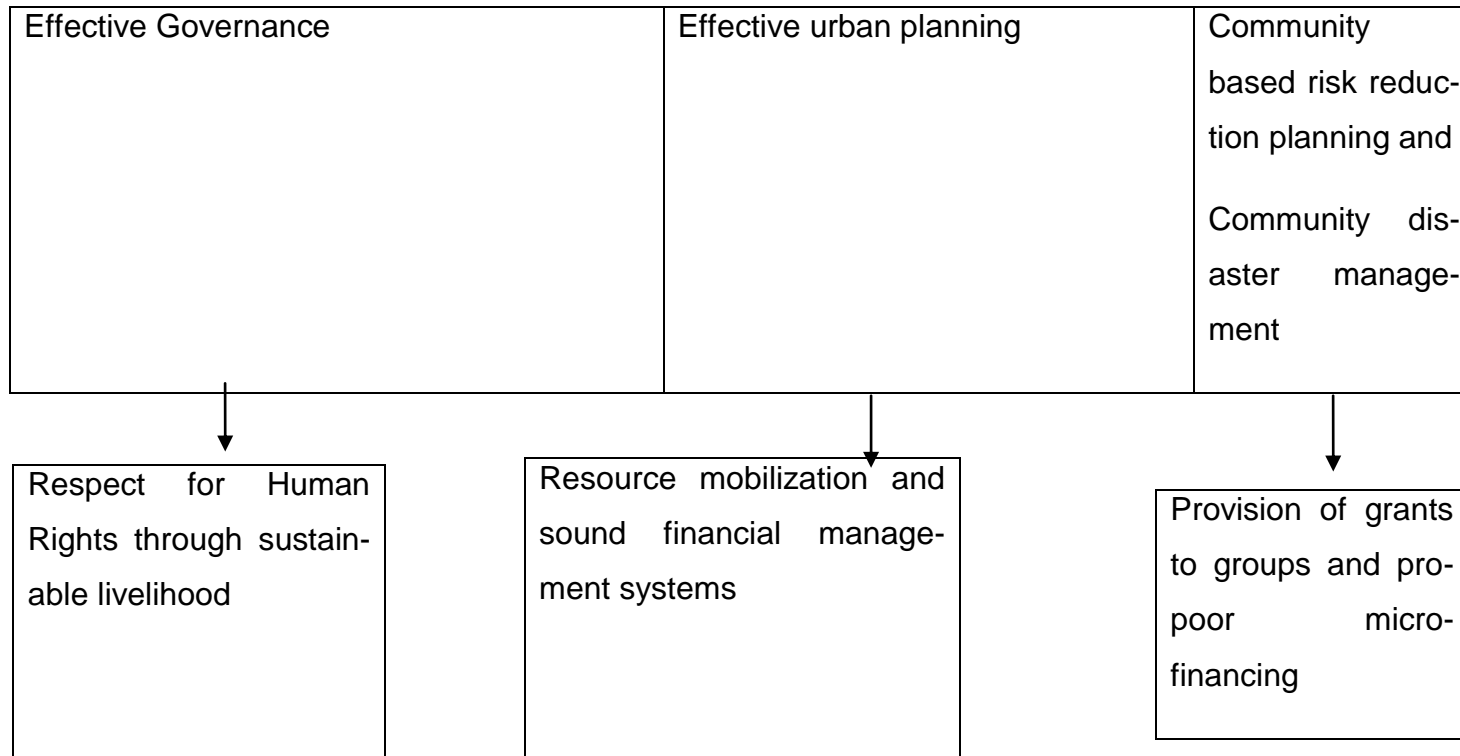 Effective Governance
Effective urban planning
Community
based risk reduc-
tion planning and
Community dis-
aster manage-
ment
Respect for Human
Rights through sustain-
able livelihood
Resource mobilization and
sound financial manage-
ment systems
Provision of grants
to groups and pro-
poor micro-
financing